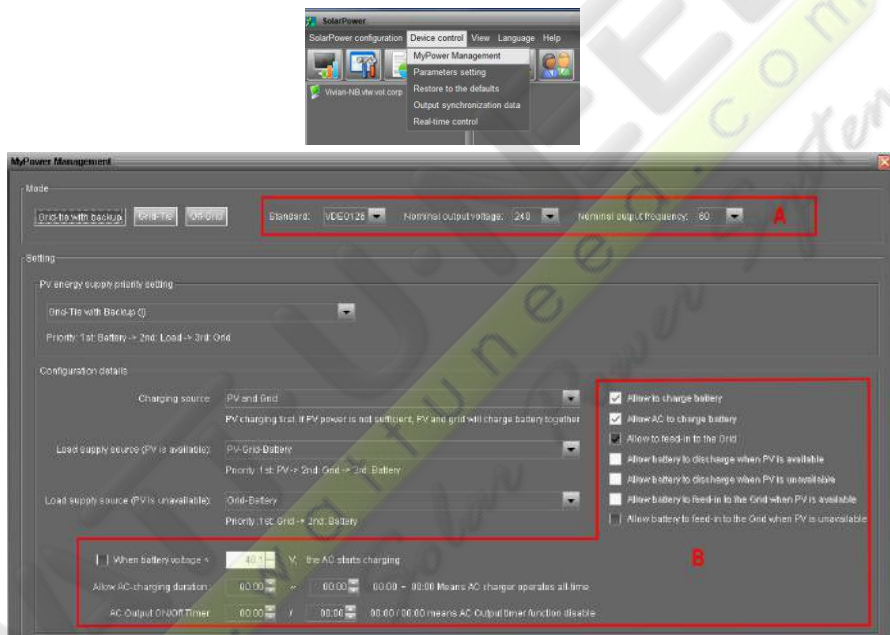 SolarPower
SolarPower configuration Device control View Language Help
MyPower Management
Parameters setting
Vivian-NB.vtw.vot.corp
Restore to the defaults
Output synchronization data
Real-time control
MyPower Management
Mode
Grid-tie with backup Grid-Tie Off-Grid Standard: VDE0126 Nominal output voltage: 240 Nominal output frequency: 60
A
Setting
PV energy supply priority setting
Grid-Tie with Backup (I)
Priority: 1st: Battery -> 2nd: Load -> 3rd: Grid
Configuration details
Charging source PV and Grid
Allow to charge battery
PV charging first. If PV power is not sufficient, PV and grid will charge battery together
Allow AC to charge battery
Allow to feed-in to the Grid
Load supply source (PV is available): PV-Grid-Battery
Allow battery to discharge when PV is available
Priority: 1st: PV-> 2nd: Grid -> 3rd: Battery
Allow battery to discharge when PV is unavailable
Load supply source (PV is unavailable): Grid-Battery
Allow battery to feed-in to the Grid when PV is available
Priority: 1st: Grid -> 2nd: Battery
Allow battery to feed-in to the Grid when PV is unavailable
When battery voltage < V, the AC starts charging
B
Allow AC-charging duration: 00:00 ~ 00:00 00:00 ~ 00:00 Means AC charger operates all-time
AC Output ON/Off Timer: 00:00 / 00:00 00:00 / 00:00 means AC Output timer function disable
www.wattuneed.com
Solar Power System